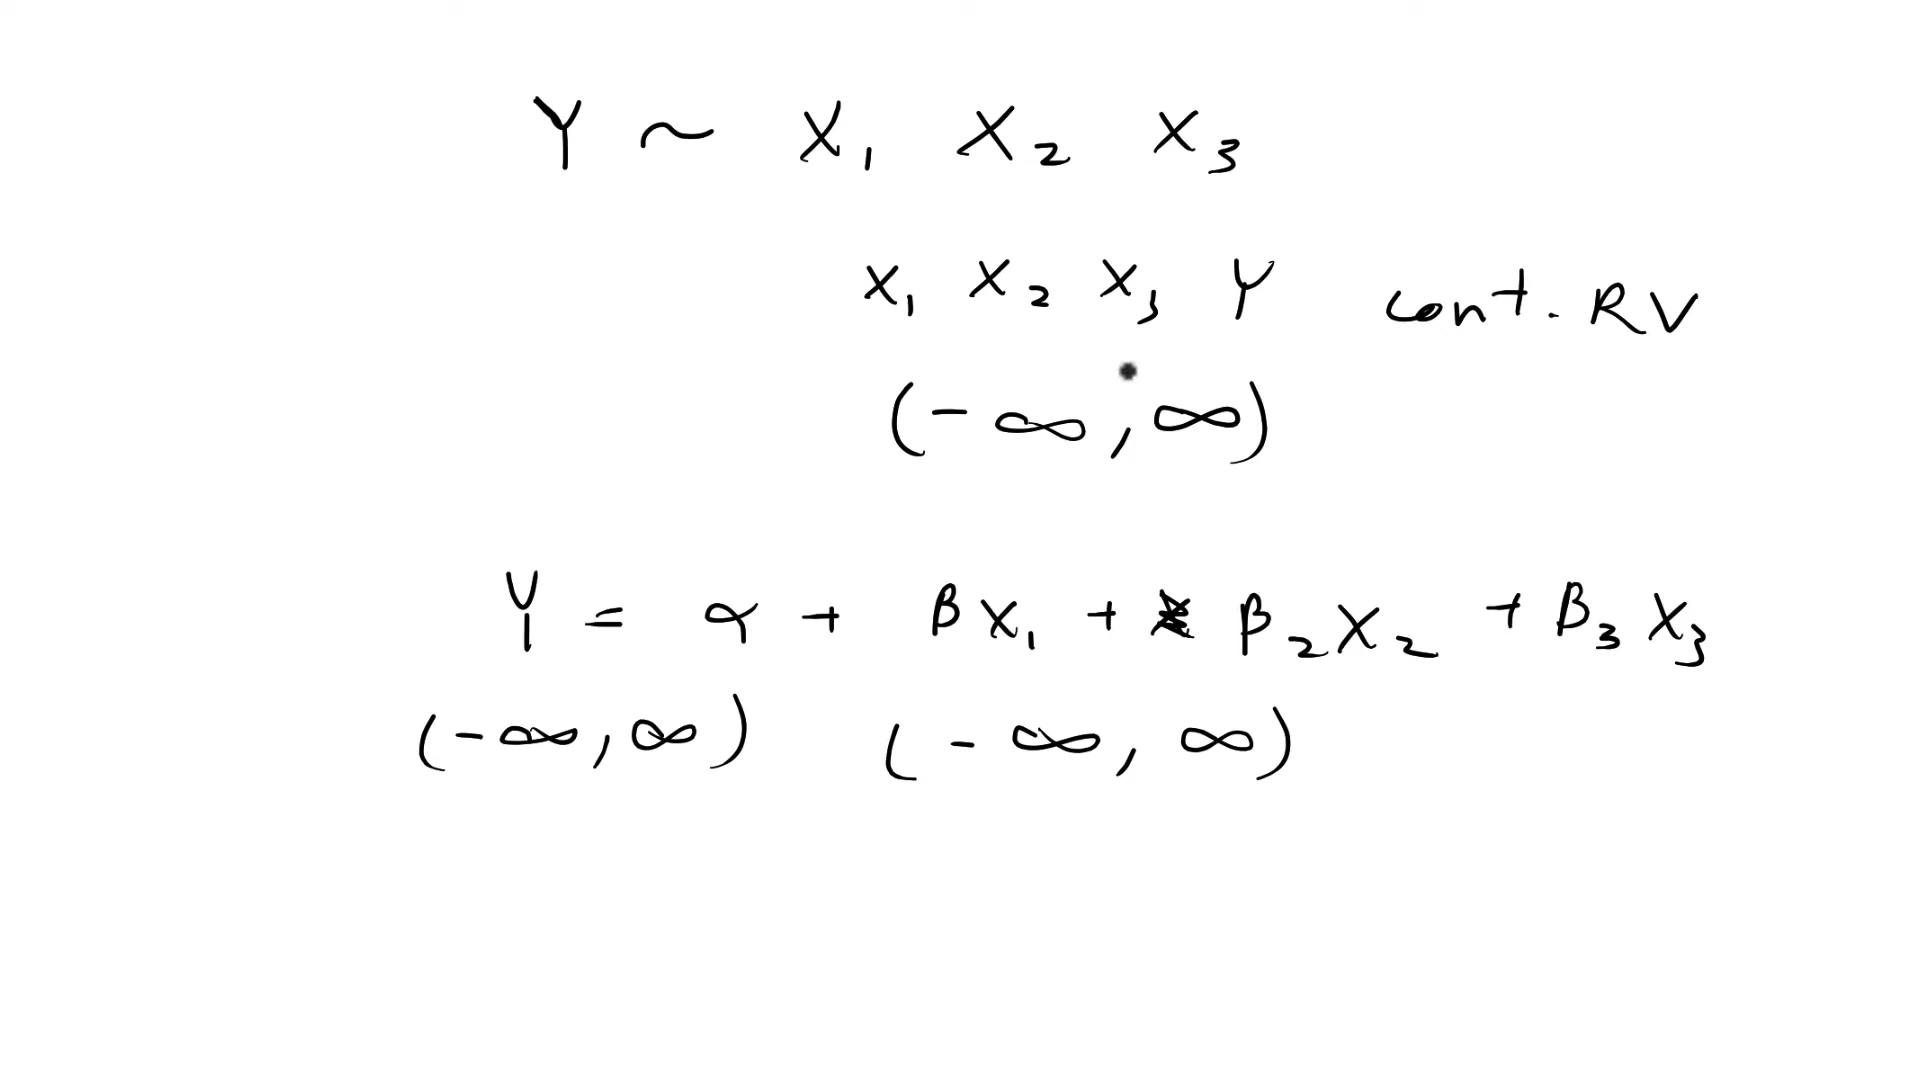 Y ~ X₁ X₂ X₃
X₁ X₂ X₃ Y cont. RV
(-∞, ∞)
Y = α + βX₁ + β₂X₂ + β₃X₃
(-∞, ∞) (-∞, ∞)